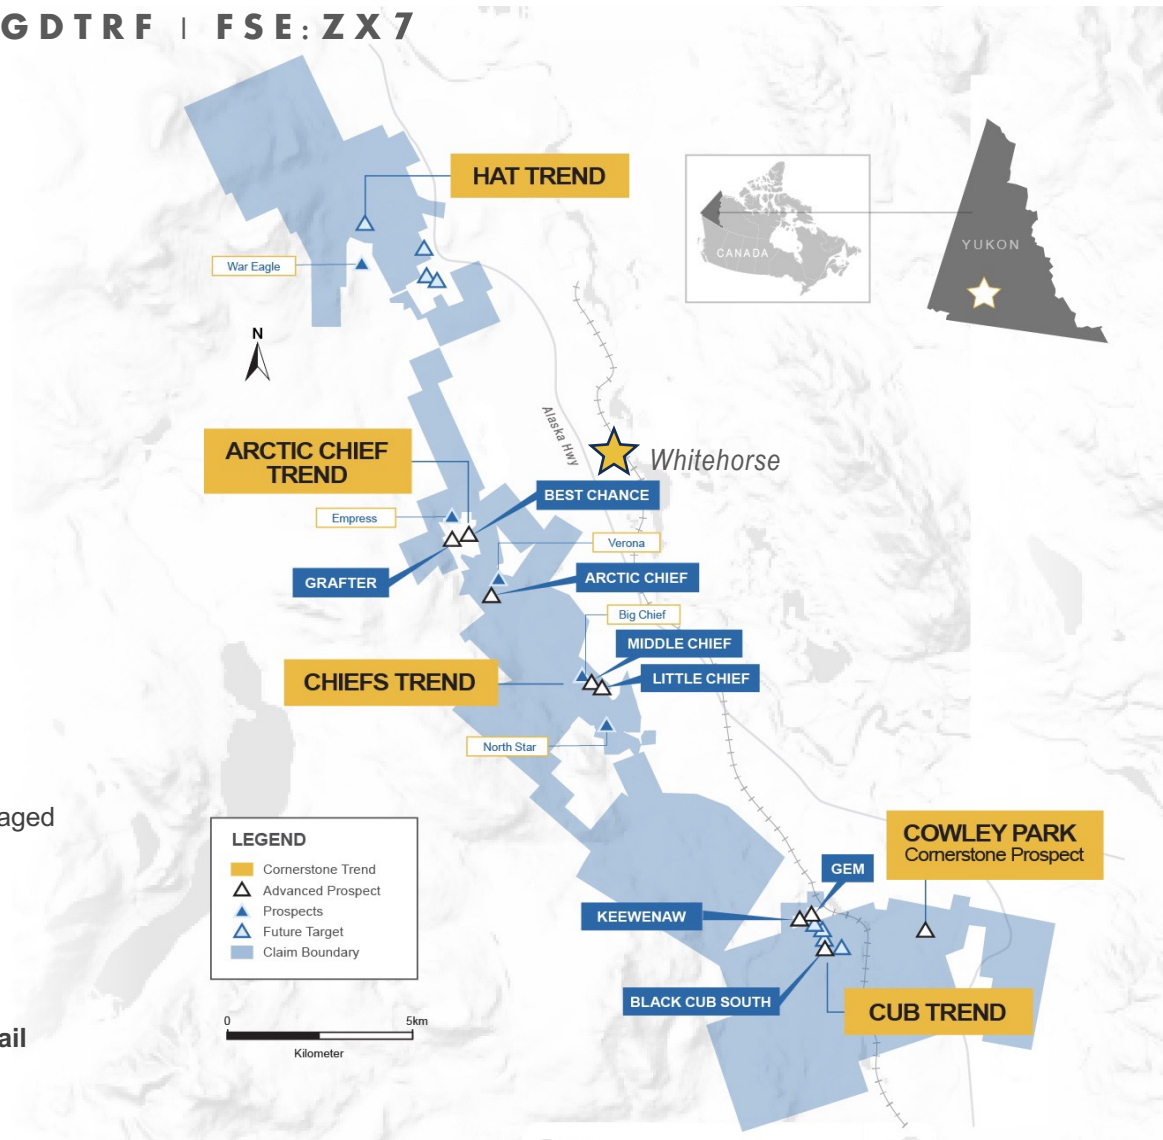 GDTRF | FSE:ZX7
HAT TREND
CANADA
YUKON
War Eagle
N
Alaska Hwy
ARCTIC CHIEF
TREND
Whitehorse
BEST CHANCE
Empress
Verona
GRAFTER
ARCTIC CHIEF
Big Chief
MIDDLE CHIEF
CHIEFS TREND
LITTLE CHIEF
North Star
aged
LEGEND
Cornerstone Trend
Advanced Prospect
Prospects
Future Target
Claim Boundary
COWLEY PARK
Cornerstone Prospect
GEM
KEEWENAW
BLACK CUB SOUTH
CUB TREND
0 5km
Kilometer
ail